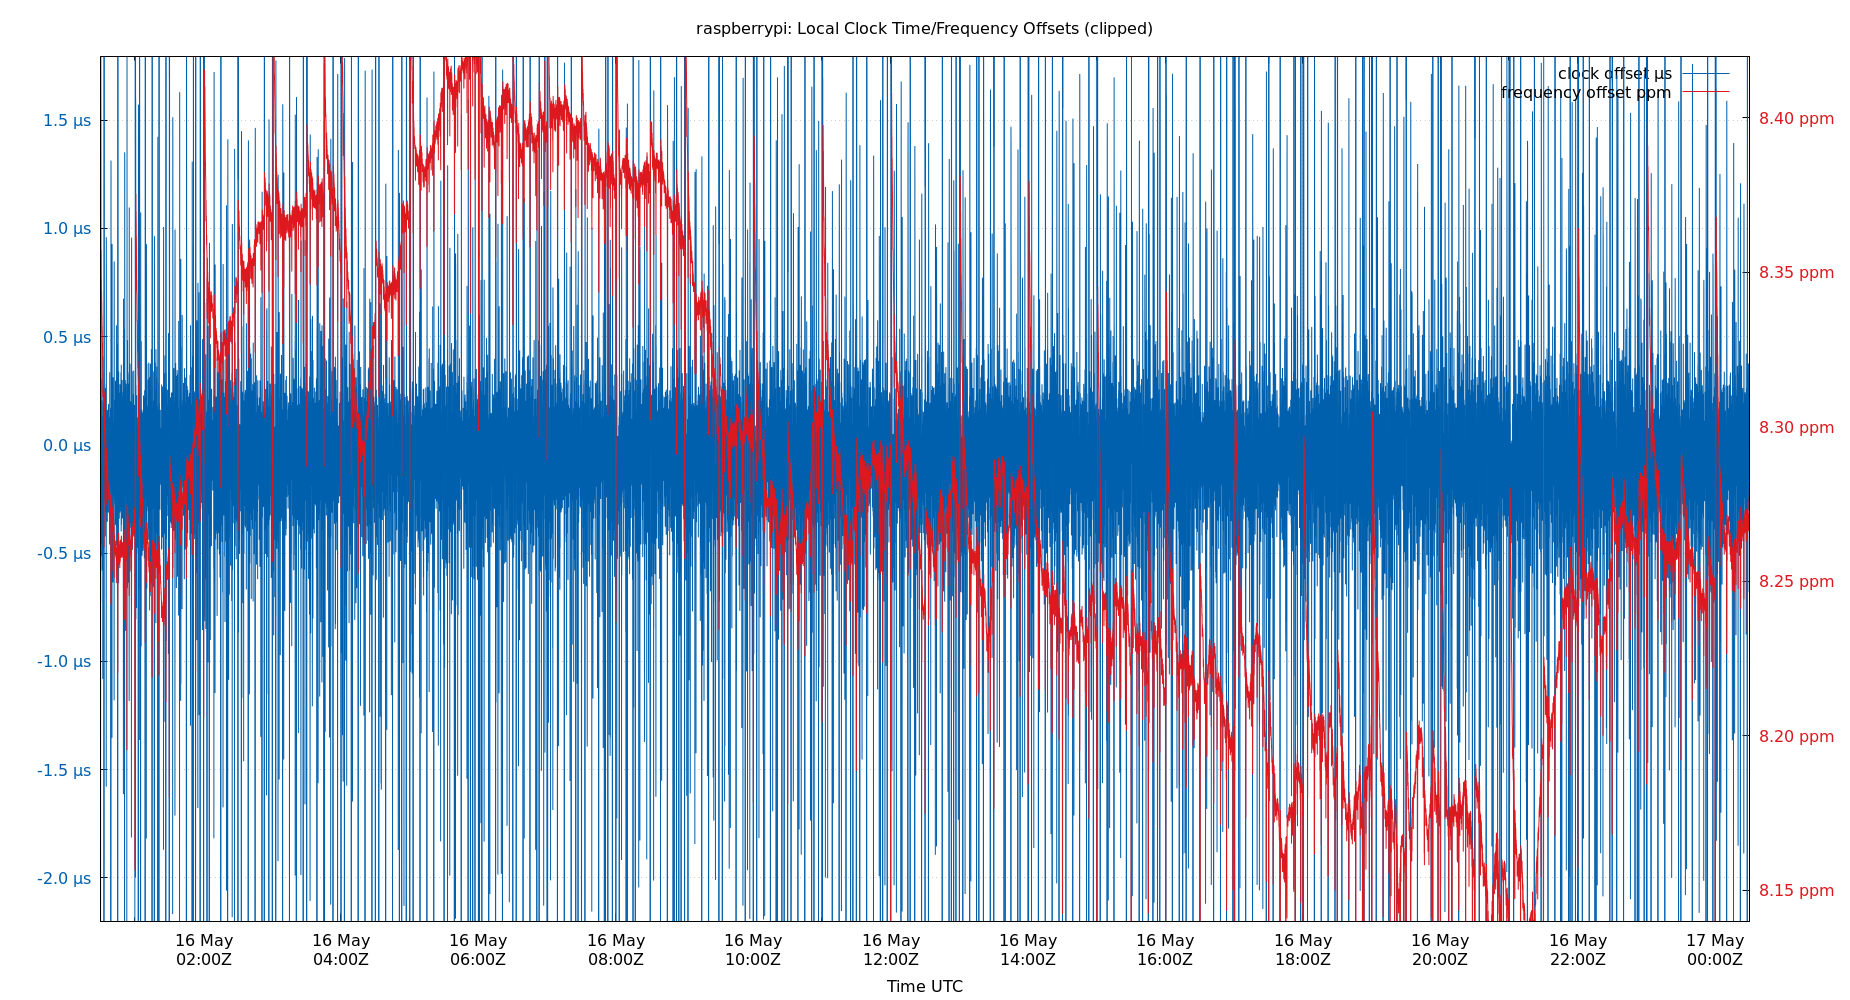 raspberrypi: Local Clock Time/Frequency Offsets (clipped)
clock offset µs
frequency offset ppm
1.5 µs
1.0 µs
0.5 µs
0.0 µs
-0.5 µs
-1.0 µs
-1.5 µs
-2.0 µs
8.40 ppm
8.35 ppm
8.30 ppm
8.25 ppm
8.20 ppm
8.15 ppm
16 May 16 May 16 May 16 May 16 May 16 May 16 May 16 May 16 May 16 May 16 May 17 May
02:00Z 04:00Z 06:00Z 08:00Z 10:00Z 12:00Z 14:00Z 16:00Z 18:00Z 20:00Z 22:00Z 00:00Z
Time UTC